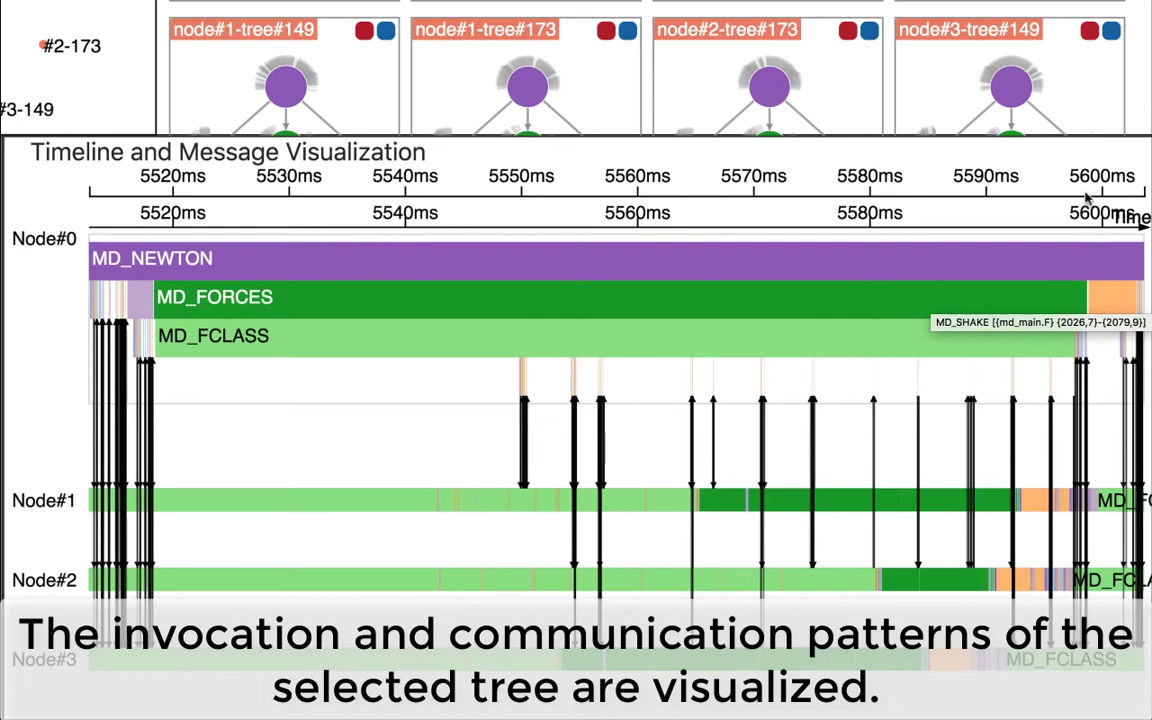 #2-173
#3-149
node#1-tree#149
node#1-tree#173
node#2-tree#173
node#3-tree#149
Timeline and Message Visualization
5520ms 5530ms 5540ms 5550ms 5560ms 5570ms 5580ms 5590ms 5600ms
5520ms 5540ms 5560ms 5580ms 5600ms
Time
Node#0
MD_NEWTON
MD_FORCES
MD_SHAKE [{md_main.F} {2026,7}-{2079,9}]
MD_FCLASS
Node#1
Node#2
The invocation and communication patterns of the
Node#3 MD_FCLASS
selected tree are visualized.